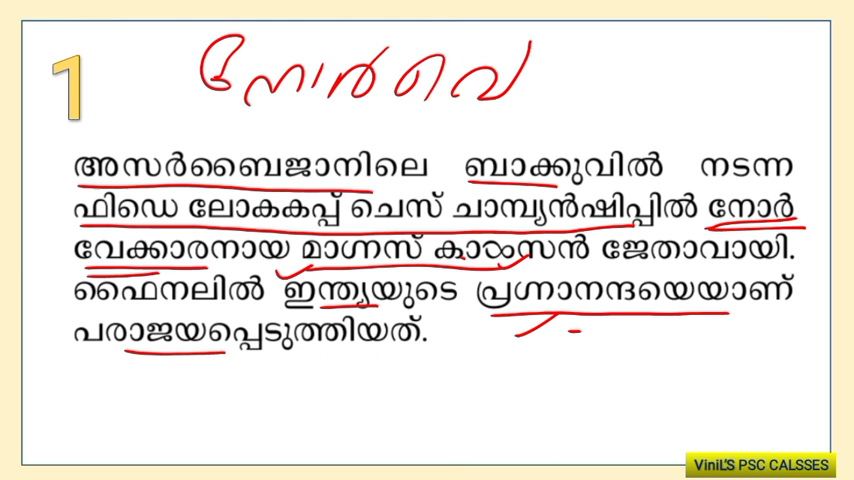 1
നോർവെ
അസർബൈജാനിലെ ബാക്കുവിൽ നടന്ന
ഫിഡെ ലോകകപ്പ് ചെസ് ചാമ്പ്യൻഷിപ്പിൽ നോർ
വേക്കാരനായ മാഗ്നസ് കാഠംസൻ ജേതാവായി.
ഫൈനലിൽ ഇന്ത്യയുടെ പ്രഗ്നാനന്ദയെയാണ്
പരാജയപ്പെടുത്തിയത്.
ViniL'S PSC CALSSES